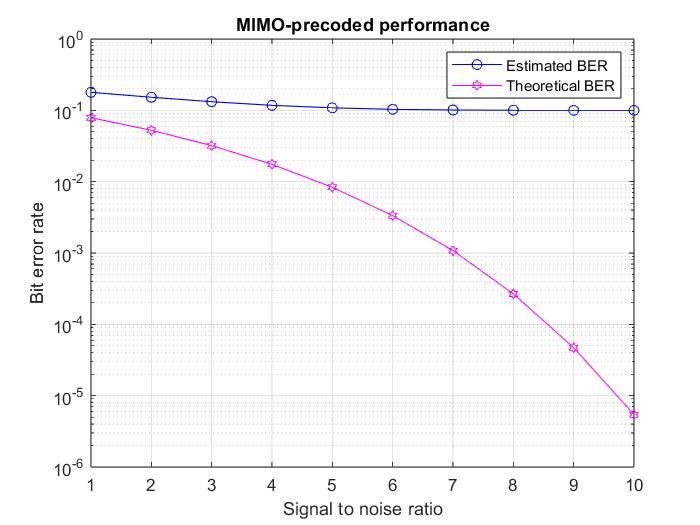 MIMO-precoded performance
Estimated BER
Theoretical BER
10^0
10^-1
10^-2
10^-3
10^-4
10^-5
10^-6
Bit error rate
1 2 3 4 5 6 7 8 9 10
Signal to noise ratio